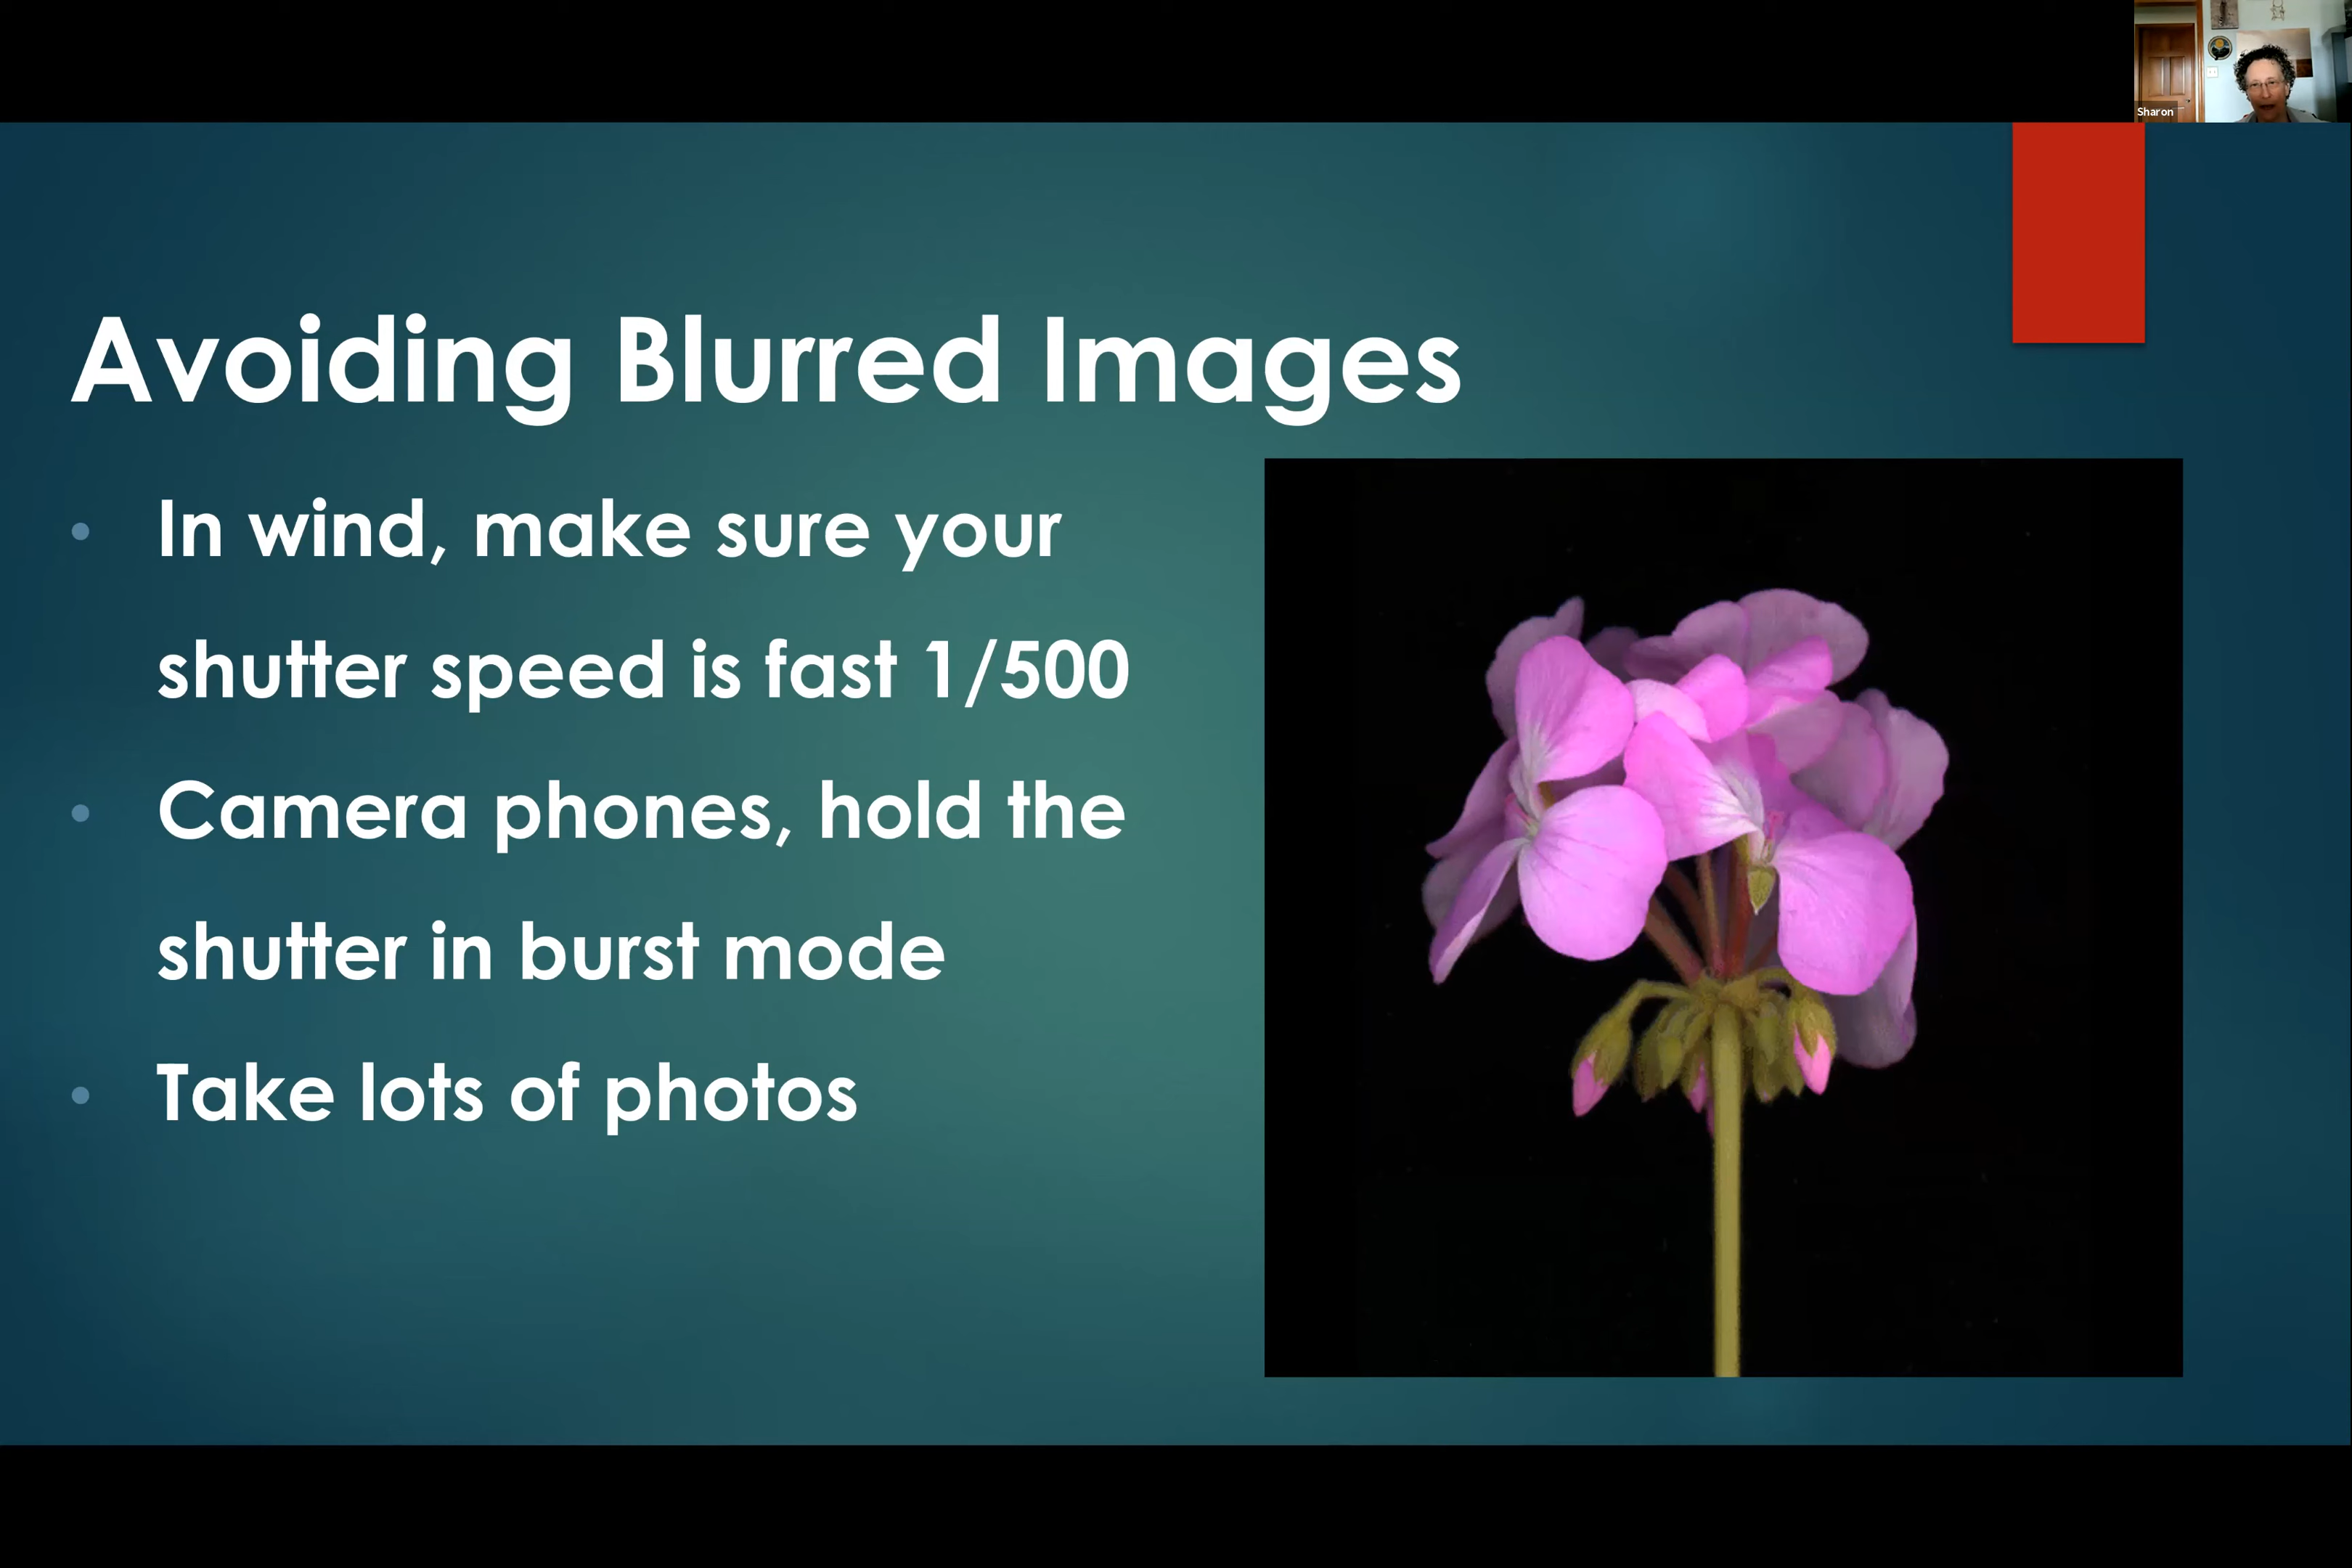 Sharon
Avoiding Blurred Images
• In wind, make sure your
shutter speed is fast 1/500
• Camera phones, hold the
shutter in burst mode
• Take lots of photos